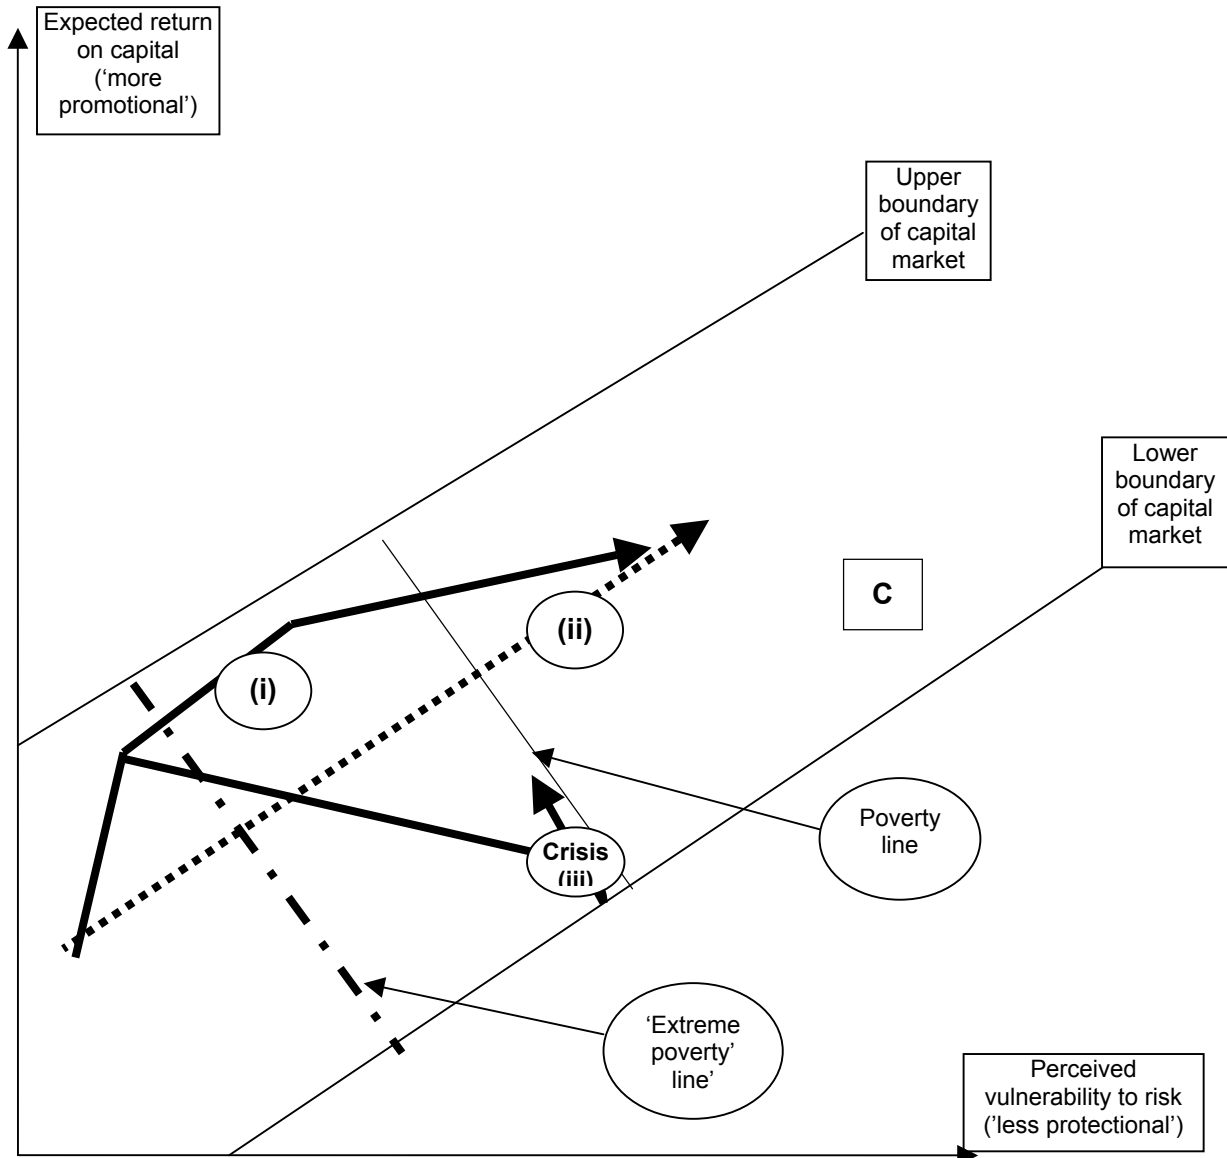 Expected return
on capital
(‘more
promotional’)
Upper
boundary
of capital
market
Lower
boundary
of capital
market
C
(ii)
(i)
Poverty
line
Crisis
(iii)
‘Extreme
poverty’
line’
Perceived
vulnerability to risk
(’less protectional’)